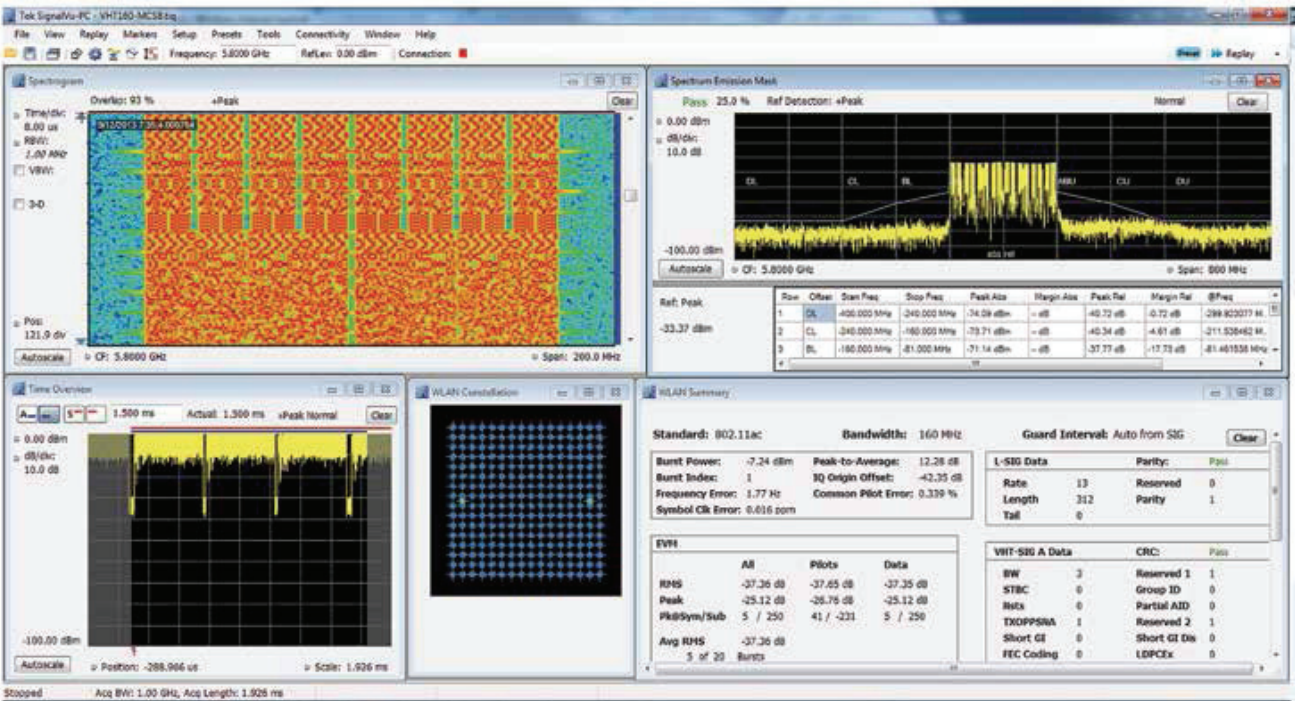 Tek SignalVu-PC - VHT160-MCS8.tiq
File View Replay Markers Setup Presets Tools Connectivity Window Help
Frequency: 5.8000 GHz RefLev: 0.00 dBm Connection: Preset Replay
Spectrogram
Overlap: 93 % +Peak Clear
Time/div:
8.00 us
RBW:
1.00 MHz
VBW:
3-D
Pos:
121.9 div
Autoscale CF: 5.8000 GHz Span: 200.0 MHz
Spectrum Emission Mask
Pass 25.0 % Ref Detection: +Peak Normal Clear
0.00 dBm
dB/div:
10.0 dB
DL CL BL ABU CU DU
-100.00 dBm
abs rel
Autoscale CF: 5.8000 GHz Span: 800 MHz
Ref: Peak
-33.37 dBm
Row Offset Start Freq Stop Freq Peak Abs Margin Abs Peak Rel Margin Rel @Freq
1 DL -400.000 MHz -240.000 MHz -74.09 dBm -- dB -40.72 dB -0.72 dB -289.923077 M.
2 CL -240.000 MHz -160.000 MHz -73.71 dBm -- dB -40.34 dB -4.61 dB -211.538462 M.
3 BL -160.000 MHz -81.000 MHz -71.14 dBm -- dB -37.77 dB -17.73 dB -81.461538 MHz
Time Overview
1.500 ms Actual: 1.500 ms +Peak Normal Clear
0.00 dBm
dB/div:
10.0 dB
-100.00 dBm
Autoscale Position: -288.986 us Scale: 1.926 ms
WLAN Constellation
WLAN Summary
Standard: 802.11ac Bandwidth: 160 MHz Guard Interval: Auto from SIG Clear
Burst Power: -7.24 dBm Peak-to-Average: 12.28 dB
Burst Index: 1 IQ Origin Offset: -42.35 dB
Frequency Error: 1.77 Hz Common Pilot Error: 0.339 %
Symbol Clk Error: 0.016 ppm
L-SIG Data Parity: Pass
Rate 13 Reserved 0
Length 312 Parity 1
Tail 0
EVM
All Pilots Data
RMS -37.36 dB -37.65 dB -37.35 dB
Peak -25.12 dB -26.76 dB -25.12 dB
Pk@Sym/Sub 5 / 250 41 / -231 5 / 250
Avg RMS -37.36 dB
5 of 20 Bursts
VHT-SIG A Data CRC: Pass
BW 3 Reserved 1 1
STBC 0 Group ID 0
Nsts 0 Partial AID 0
TXOPPSNA 1 Reserved 2 1
Short GI 0 Short GI Dis 0
FEC Coding 0 LDPCEx 0
Stopped Acq BW: 1.00 GHz, Acq Length: 1.926 ms